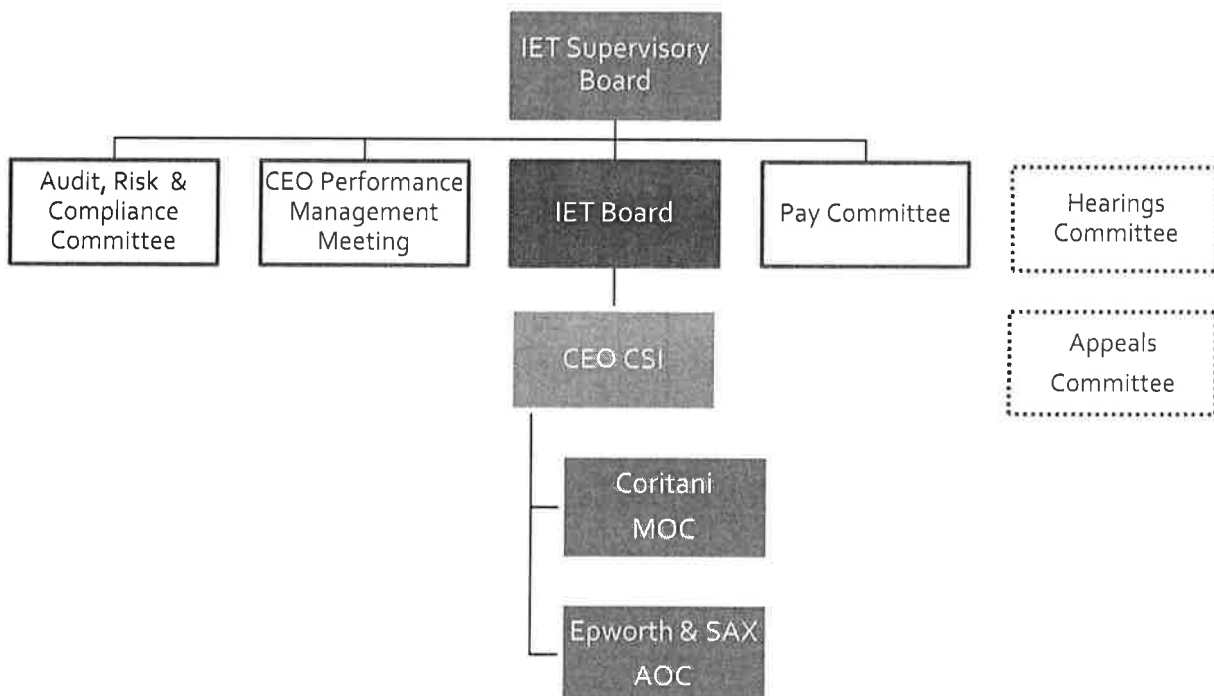 IET Supervisory
Board
Audit, Risk & 
Compliance
Committee
CEO Performance
Management
Meeting
IET Board
Pay Committee
Hearings
Committee
CEO CSI
Appeals
Committee
Coritani
MOC
Epworth & SAX
AOC